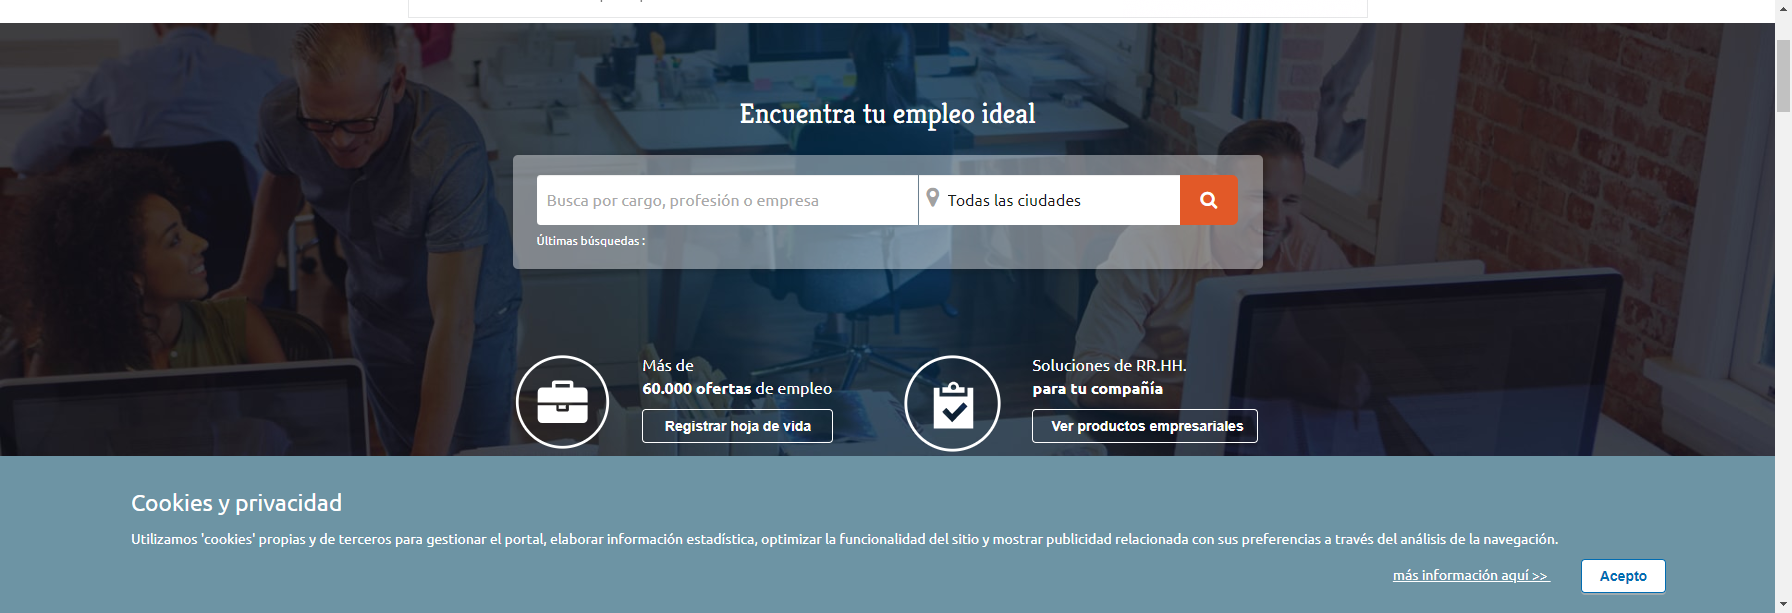 Encuentra tu empleo ideal
Busca por cargo, profesión o empresa
Todas las ciudades
Últimas búsquedas :
Más de
60.000 ofertas de empleo
Registrar hoja de vida
Soluciones de RR.HH.
para tu compañía
Ver productos empresariales
Cookies y privacidad
Utilizamos 'cookies' propias y de terceros para gestionar el portal, elaborar información estadística, optimizar la funcionalidad del sitio y mostrar publicidad relacionada con sus preferencias a través del análisis de la navegación.
más información aquí >>
Acepto